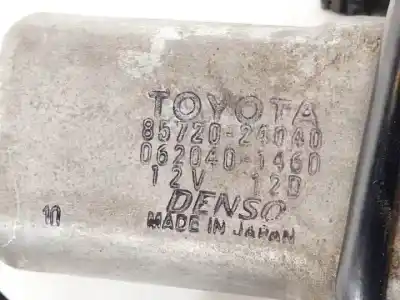 TOYOTA
85720-24040
062040-1460
12V 12D
DENSO
MADE IN JAPAN
10